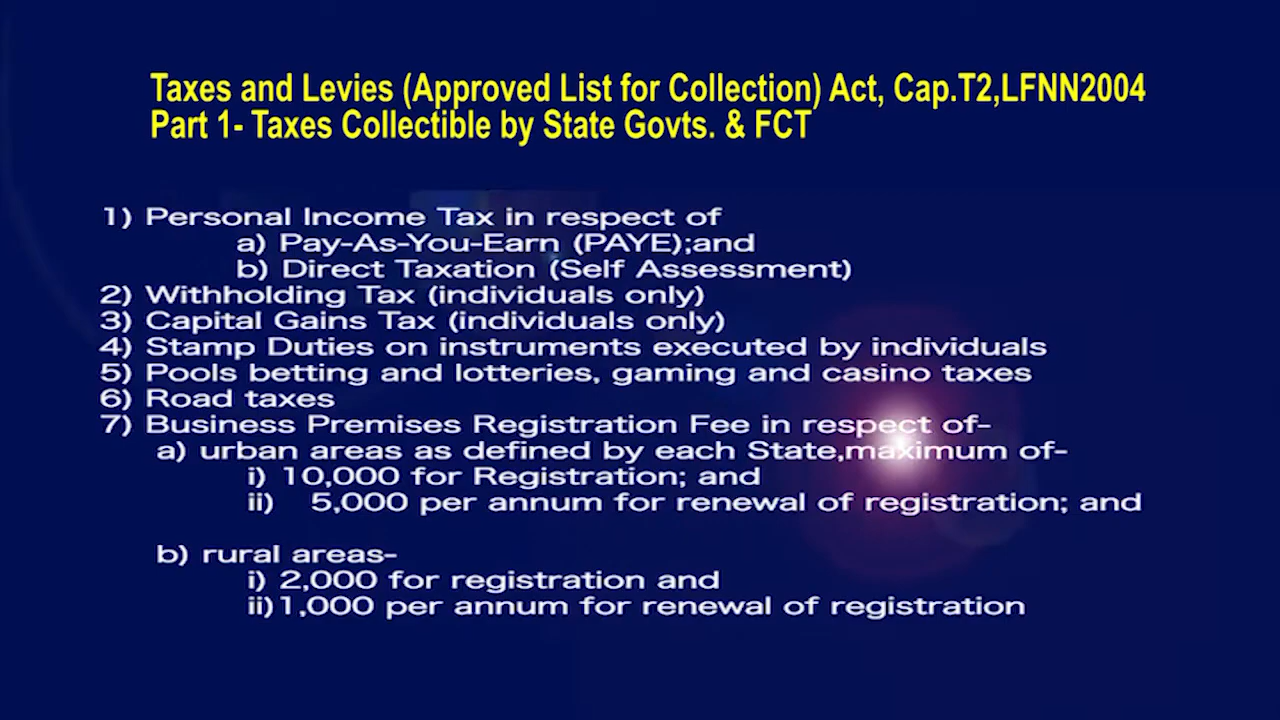 Taxes and Levies (Approved List for Collection) Act, Cap.T2,LFNN2004
Part 1- Taxes Collectible by State Govts. & FCT
1) Personal Income Tax in respect of
a) Pay-As-You-Earn (PAYE);and
b) Direct Taxation (Self Assessment)
2) Withholding Tax (individuals only)
3) Capital Gains Tax (individuals only)
4) Stamp Duties on instruments executed by individuals
5) Pools betting and lotteries, gaming and casino taxes
6) Road taxes
7) Business Premises Registration Fee in respect of-
a) urban areas as defined by each State,maximum of-
i) 10,000 for Registration; and
ii) 5,000 per annum for renewal of registration; and
b) rural areas-
i) 2,000 for registration and
ii)1,000 per annum for renewal of registration